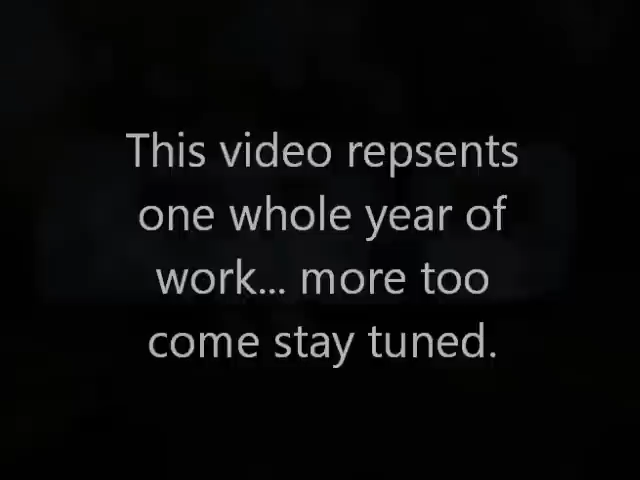 This video repsents
one whole year of
work... more too
come stay tuned.